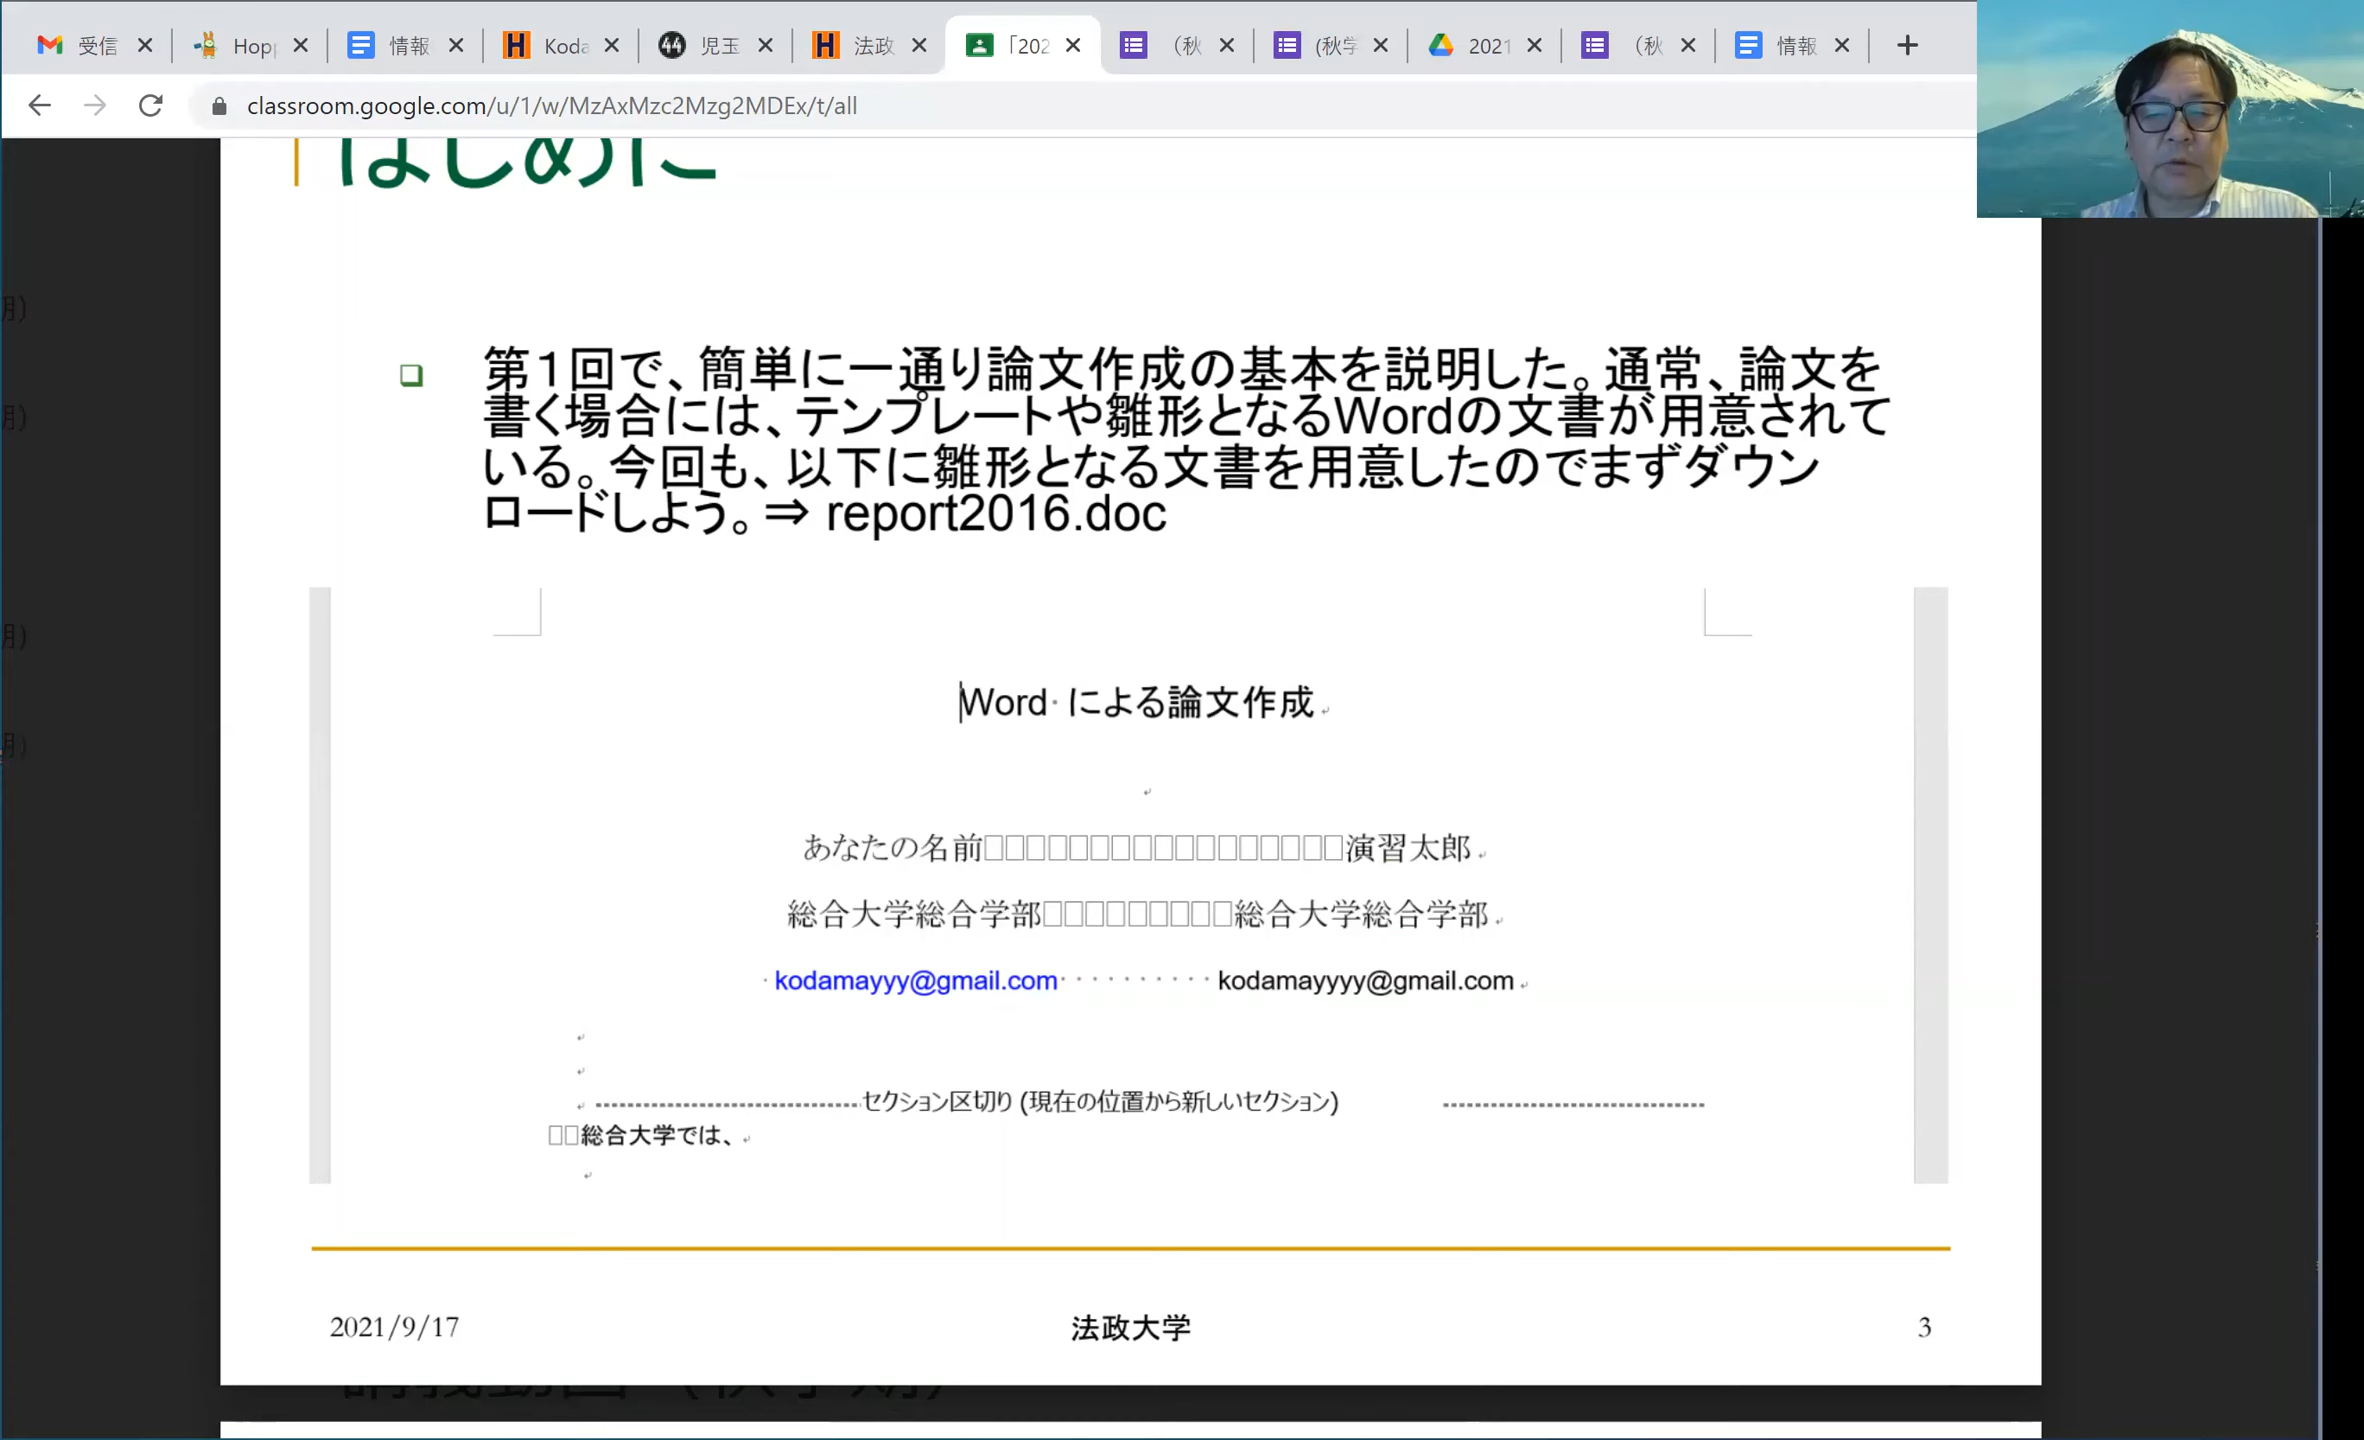 受信
Hopp
情報
Koda
児玉
法政
「202
(秋
(秋学
2021
(秋
情報
classroom.google.com/u/1/w/MzAxMzc2Mzg2MDEx/t/all
はじめに
第1回で、簡単に一通り論文作成の基本を説明した。通常、論文を
書く場合には、テンプレートや雛形となるWordの文書が用意されて
いる。今回も、以下に雛形となる文書を用意したのでまずダウン
ロードしよう。⇒ report2016.doc
Word による論文作成
あなたの名前□□□□□□□□□□□□□□□□□演習太郎
総合大学総合学部□□□□□□□□□総合大学総合学部
kodamayyy@gmail.com · · · · · · · · · · kodamayyyy@gmail.com
セクション区切り (現在の位置から新しいセクション)
□□総合大学では、
2021/9/17
法政大学
3